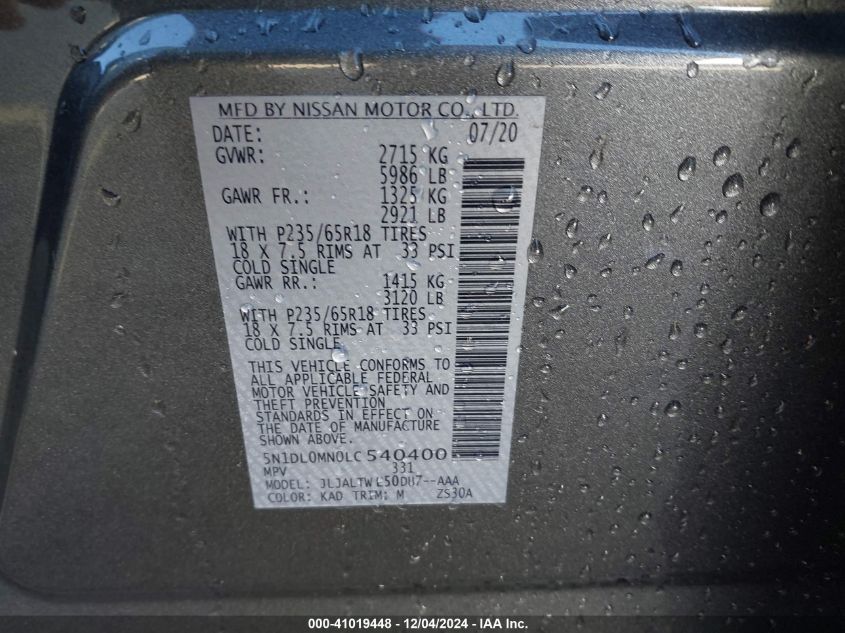 MFD BY NISSAN MOTOR CO., LTD.
DATE: 07/20
GVWR: 2715 KG
5986 LB
GAWR FR.: 1325 KG
2921 LB
WITH P235/65R18 TIRES
18 X 7.5 RIMS AT 33 PSI
COLD SINGLE
GAWR RR.: 1415 KG
3120 LB
WITH P235/65R18 TIRES
18 X 7.5 RIMS AT 33 PSI
COLD SINGLE
THIS VEHICLE CONFORMS TO
ALL APPLICABLE FEDERAL
MOTOR VEHICLE SAFETY AND
THEFT PREVENTION
STANDARDS IN EFFECT ON
THE DATE OF MANUFACTURE
SHOWN ABOVE.
5N1DL0MN0LC 540400
MPV 331
MODEL: JLJALTW L50DH7--AAA
COLOR: KAD TRIM: M ZS30A
000-41019448 - 12/04/2024 - IAA Inc.